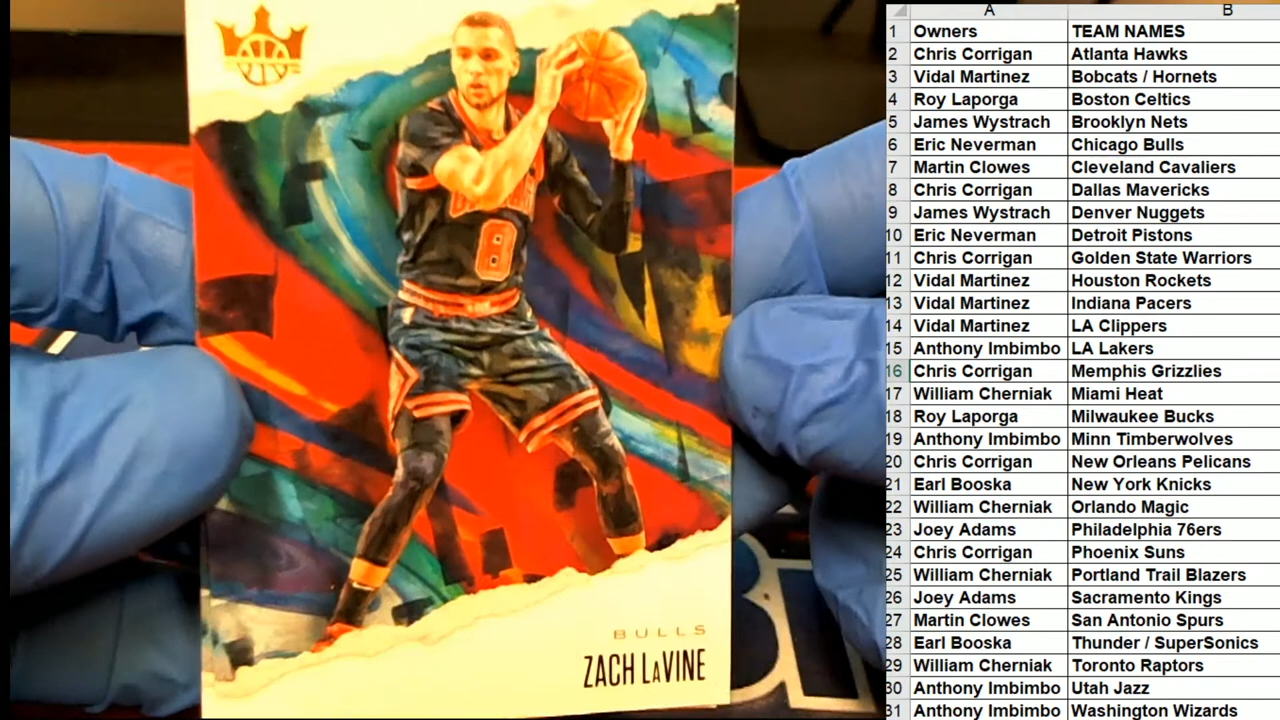 8
BULLS
ZACH LaVINE
A B
1 Owners TEAM NAMES
2 Chris Corrigan Atlanta Hawks
3 Vidal Martinez Bobcats / Hornets
4 Roy Laporga Boston Celtics
5 James Wystrach Brooklyn Nets
6 Eric Neverman Chicago Bulls
7 Martin Clowes Cleveland Cavaliers
8 Chris Corrigan Dallas Mavericks
9 James Wystrach Denver Nuggets
10 Eric Neverman Detroit Pistons
11 Chris Corrigan Golden State Warriors
12 Vidal Martinez Houston Rockets
13 Vidal Martinez Indiana Pacers
14 Vidal Martinez LA Clippers
15 Anthony Imbimbo LA Lakers
16 Chris Corrigan Memphis Grizzlies
17 William Cherniak Miami Heat
18 Roy Laporga Milwaukee Bucks
19 Anthony Imbimbo Minn Timberwolves
20 Chris Corrigan New Orleans Pelicans
21 Earl Booska New York Knicks
22 William Cherniak Orlando Magic
23 Joey Adams Philadelphia 76ers
24 Chris Corrigan Phoenix Suns
25 William Cherniak Portland Trail Blazers
26 Joey Adams Sacramento Kings
27 Martin Clowes San Antonio Spurs
28 Earl Booska Thunder / SuperSonics
29 William Cherniak Toronto Raptors
30 Anthony Imbimbo Utah Jazz
31 Anthony Imbimbo Washington Wizards